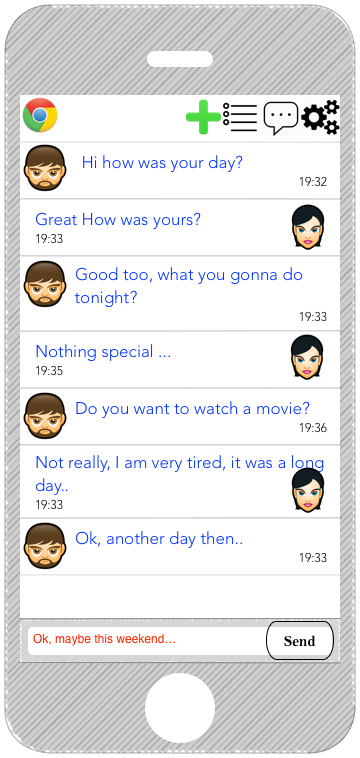 Hi how was your day?
19:32
Great How was yours?
19:33
Good too, what you gonna do
tonight?
19:33
Nothing special ...
19:35
Do you want to watch a movie?
19:36
Not really, I am very tired, it was a long
day..
19:33
Ok, another day then..
19:33
Ok, maybe this weekend...
Send